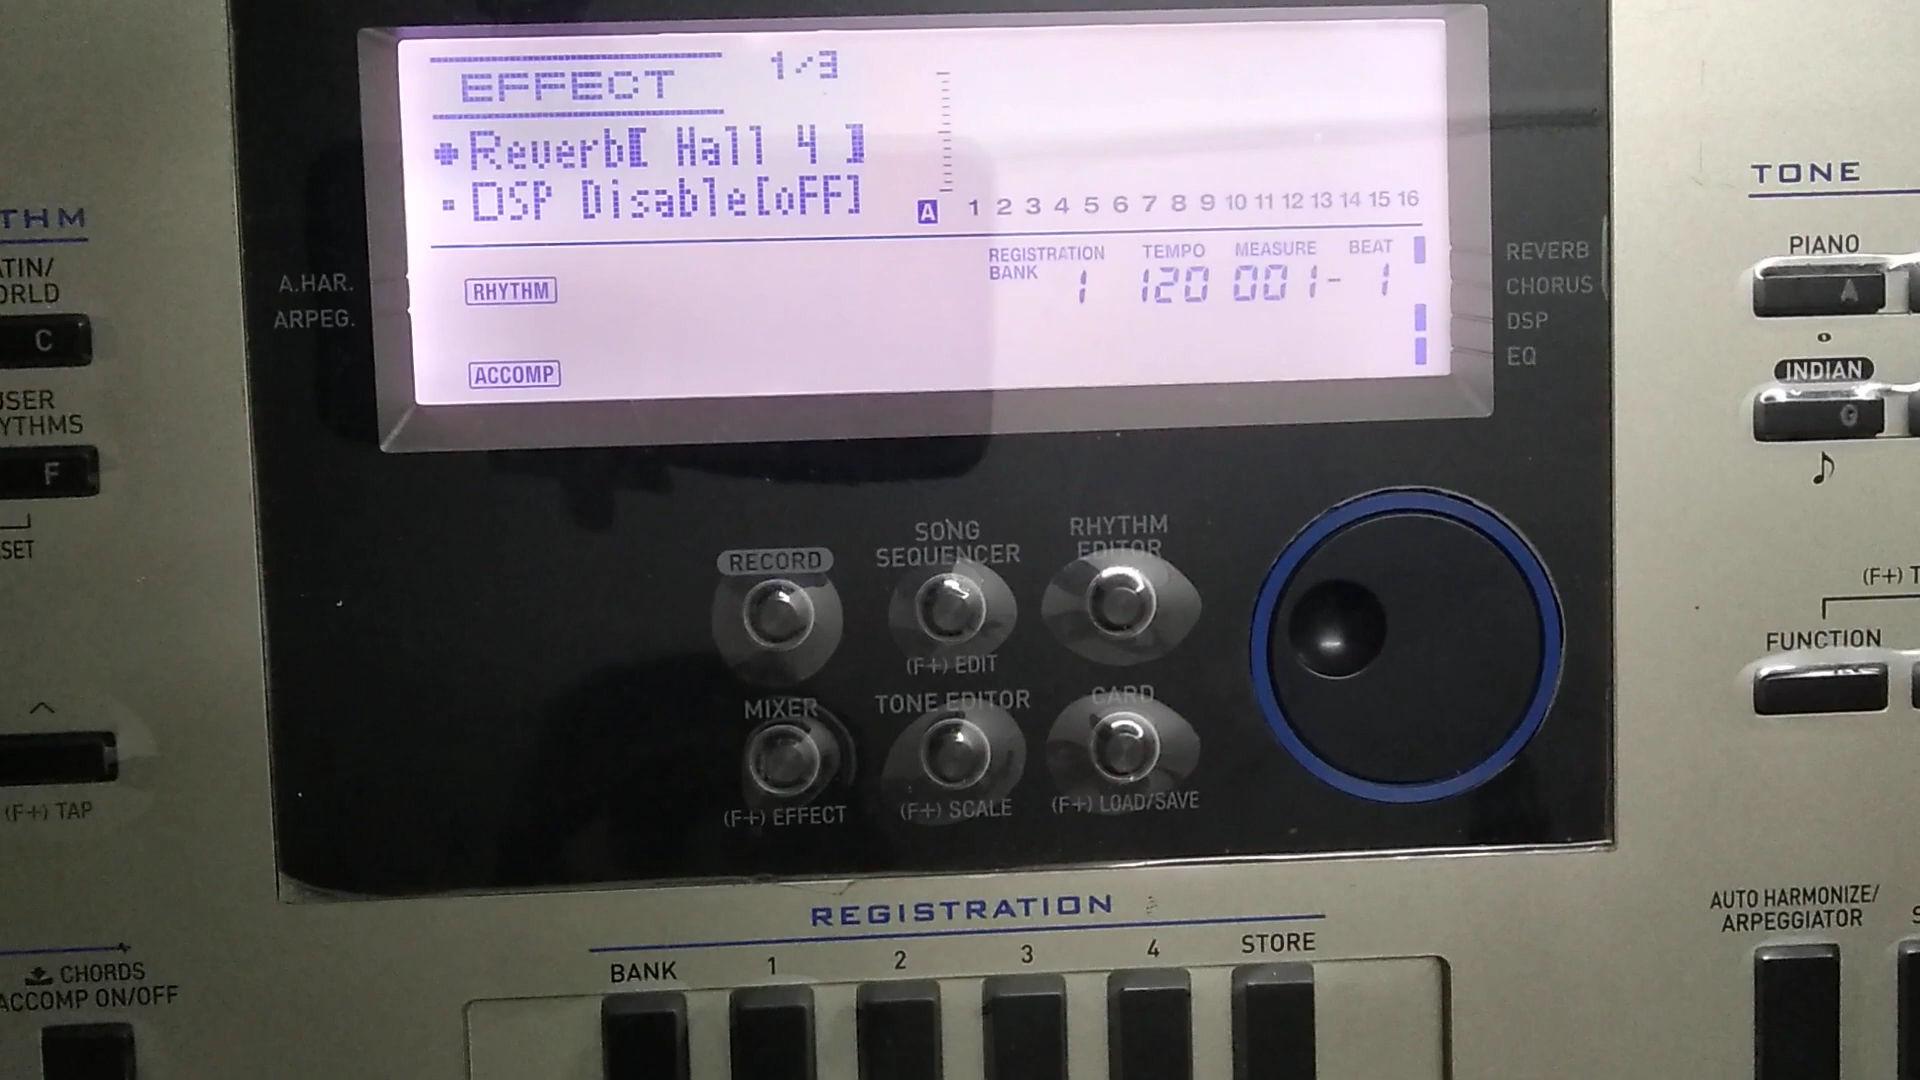 EFFECT 1/3
Reverb[ Hall 4 ]
DSP Disable[oFF]
A 1 2 3 4 5 6 7 8 9 10 11 12 13 14 15 16
REGISTRATION BANK 1
TEMPO 120
MEASURE 001-
BEAT 1
RHYTHM
ACCOMP
A.HAR.
ARPEG.
REVERB
CHORUS
DSP
EQ
THM
TIN/
ORLD
C
USER
YTHMS
F
SET
(F+) TAP
RECORD
SONG
SEQUENCER
RHYTHM
EDITOR
(F+) EDIT
MIXER
TONE EDITOR
CARD
(F+) EFFECT
(F+) SCALE
(F+) LOAD/SAVE
TONE
PIANO
A
INDIAN
G
(F+) T
FUNCTION
REGISTRATION
BANK 1 2 3 4 STORE
CHORDS
ACCOMP ON/OFF
AUTO HARMONIZE/
ARPEGGIATOR
S